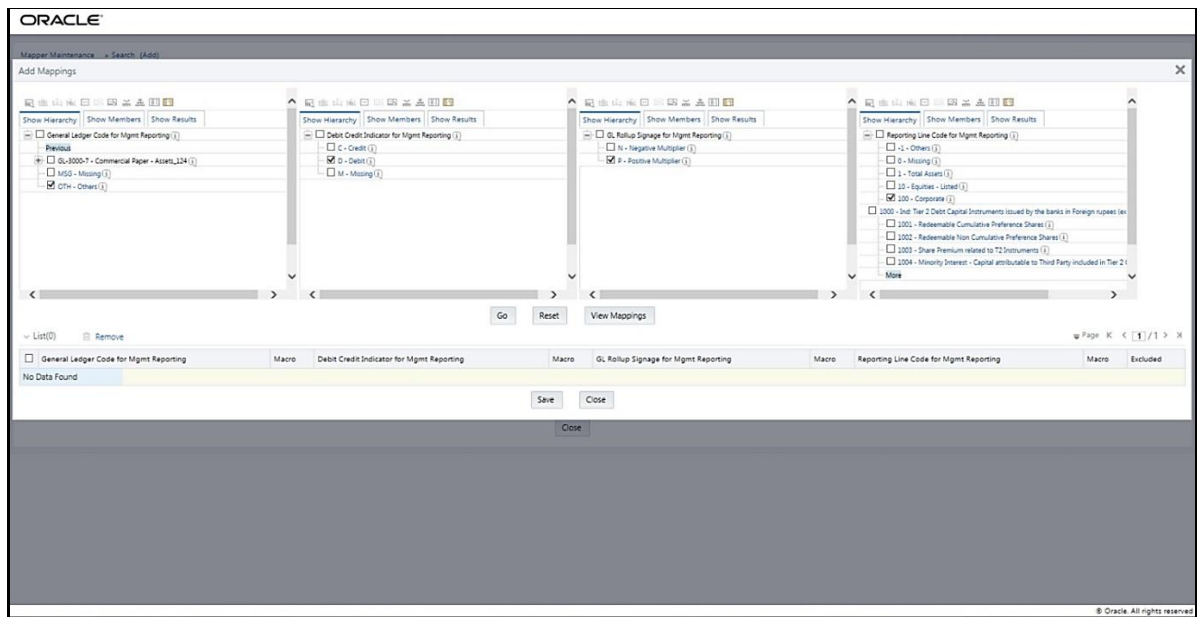 ORACLE
Mapper Maintenance » Search (Add)
Add Mappings
Show Hierarchy Show Members Show Results
General Ledger Code for Mgmt Reporting
Previous
GL-3000-7 - Commercial Paper - Assets_124
MSG - Missing
OTH - Others
Show Hierarchy Show Members Show Results
Debit Credit Indicator for Mgmt Reporting
C - Credit
D - Debit
M - Missing
Show Hierarchy Show Members Show Results
GL Rollup Signage for Mgmt Reporting
N - Negative Multiplier
P - Positive Multiplier
Show Hierarchy Show Members Show Results
Reporting Line Code for Mgmt Reporting
-1 - Others
0 - Missing
1 - Total Assets
10 - Equities - Listed
100 - Corporate
1000 - Ind: Tier 2 Debt Capital Instruments issued by the banks in Foreign rupees (ex
1001 - Redeemable Cumulative Preference Shares
1002 - Redeemable Non Cumulative Preference Shares
1003 - Share Premium related to T2 Instruments
1004 - Minority Interest - Capital attributable to Third Party included in Tier 2
More
Go Reset View Mappings
List(0) Remove
Page 1 / 1
General Ledger Code for Mgmt Reporting Macro Debit Credit Indicator for Mgmt Reporting Macro GL Rollup Signage for Mgmt Reporting Macro Reporting Line Code for Mgmt Reporting Macro Excluded
No Data Found
Save Close
Close
© Oracle. All rights reserved